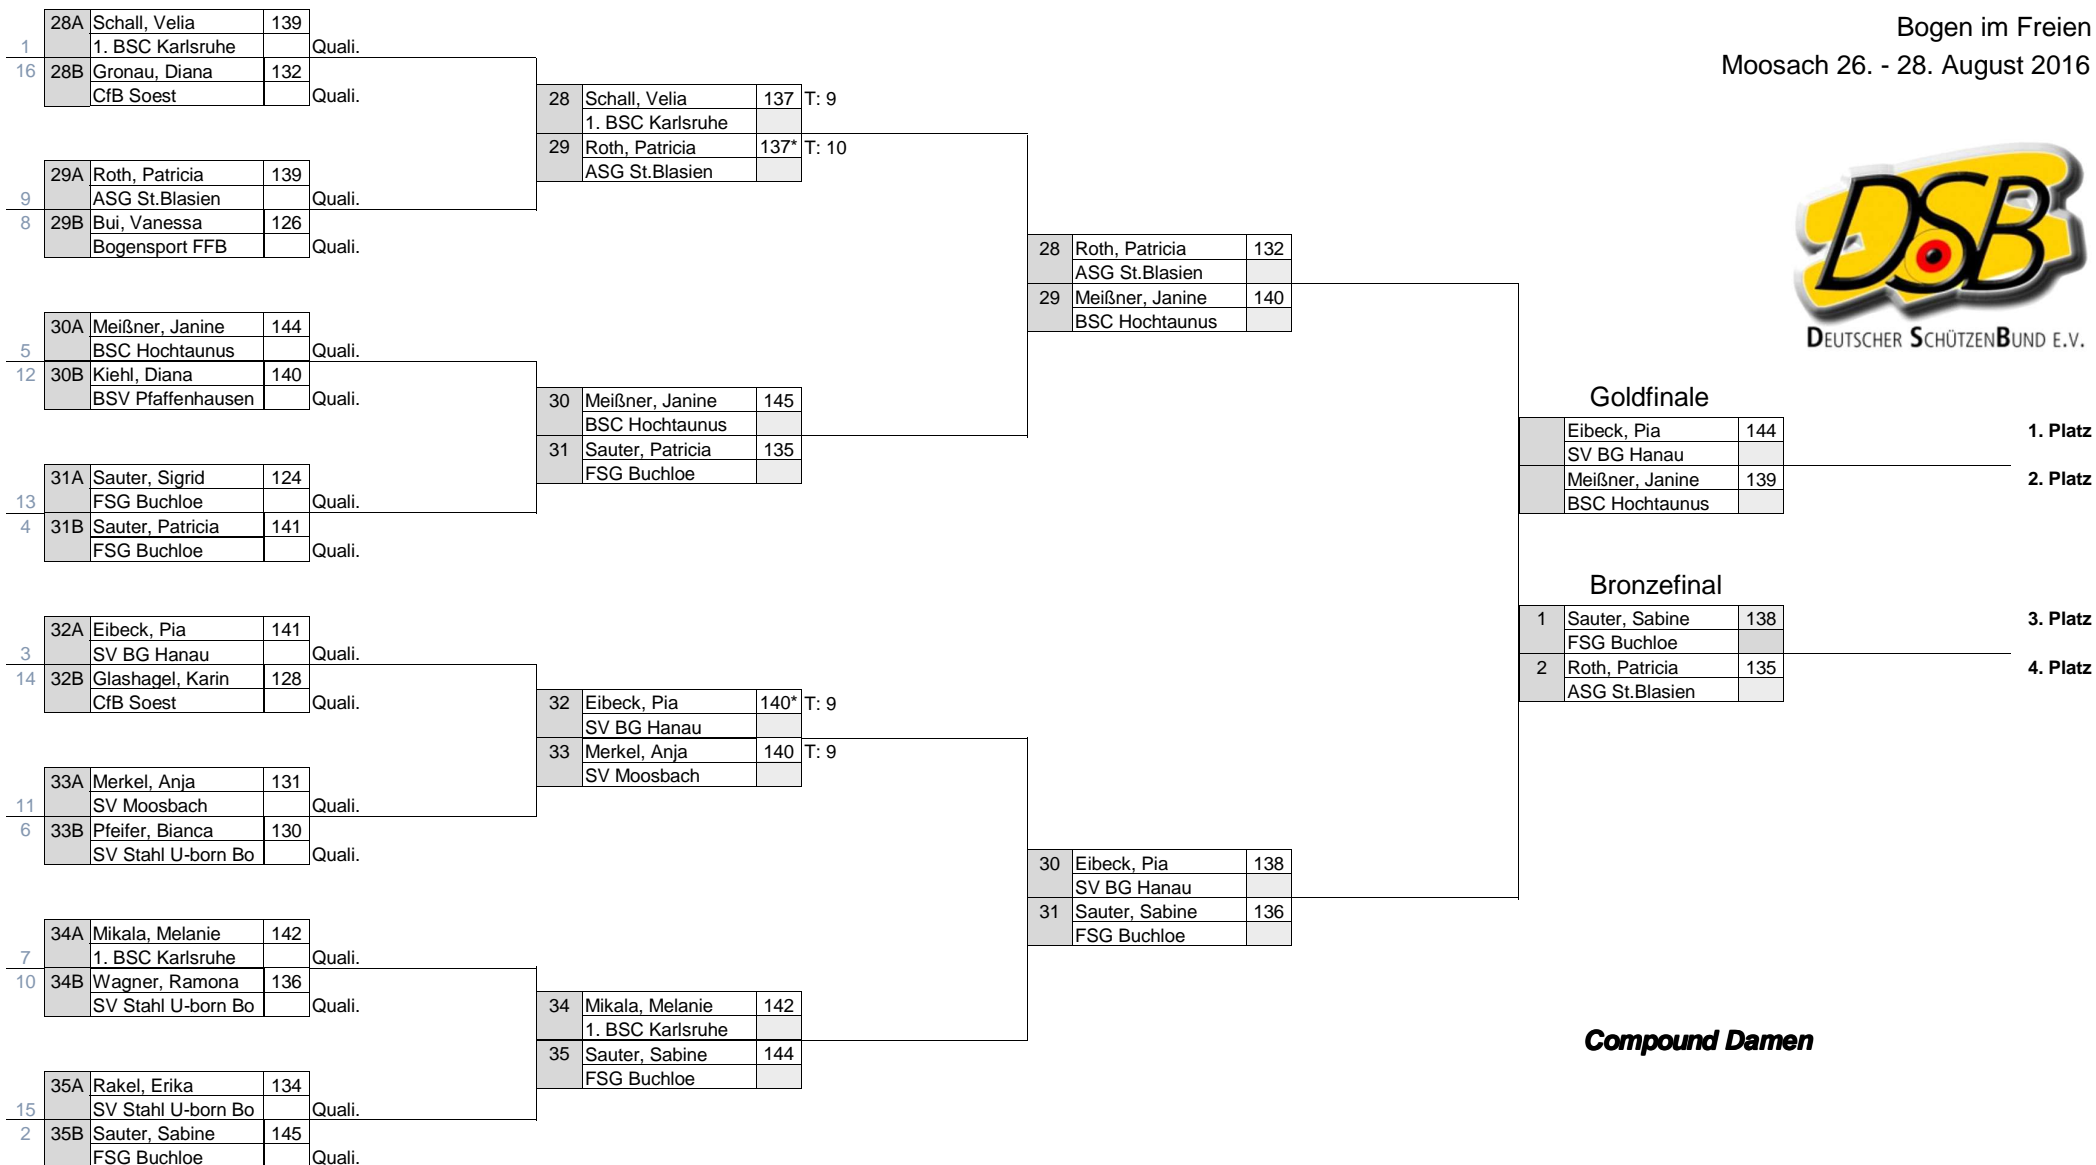 Bogen im Freien
Moosach 26. - 28. August 2016
DSB
DEUTSCHER SCHÜTZENBUND E.V.
28A Schall, Velia 139
1 1. BSC Karlsruhe Quali.
16 28B Gronau, Diana 132
CfB Soest Quali.
29A Roth, Patricia 139
9 ASG St.Blasien Quali.
8 29B Bui, Vanessa 126
Bogensport FFB Quali.
30A Meißner, Janine 144
5 BSC Hochtaunus Quali.
12 30B Kiehl, Diana 140
BSV Pfaffenhausen Quali.
31A Sauter, Sigrid 124
13 FSG Buchloe Quali.
4 31B Sauter, Patricia 141
FSG Buchloe Quali.
32A Eibeck, Pia 141
3 SV BG Hanau Quali.
14 32B Glashagel, Karin 128
CfB Soest Quali.
33A Merkel, Anja 131
11 SV Moosbach Quali.
6 33B Pfeifer, Bianca 130
SV Stahl U-born Bo Quali.
34A Mikala, Melanie 142
7 1. BSC Karlsruhe Quali.
10 34B Wagner, Ramona 136
SV Stahl U-born Bo Quali.
35A Rakel, Erika 134
15 SV Stahl U-born Bo Quali.
2 35B Sauter, Sabine 145
FSG Buchloe Quali.
28 Schall, Velia 137 T: 9
1. BSC Karlsruhe
29 Roth, Patricia 137* T: 10
ASG St.Blasien
30 Meißner, Janine 145
BSC Hochtaunus
31 Sauter, Patricia 135
FSG Buchloe
32 Eibeck, Pia 140* T: 9
SV BG Hanau
33 Merkel, Anja 140 T: 9
SV Moosbach
34 Mikala, Melanie 142
1. BSC Karlsruhe
35 Sauter, Sabine 144
FSG Buchloe
28 Roth, Patricia 132
ASG St.Blasien
29 Meißner, Janine 140
BSC Hochtaunus
30 Eibeck, Pia 138
SV BG Hanau
31 Sauter, Sabine 136
FSG Buchloe
Goldfinale
Eibeck, Pia 144 1. Platz
SV BG Hanau
Meißner, Janine 139 2. Platz
BSC Hochtaunus
Bronzefinal
1 Sauter, Sabine 138 3. Platz
FSG Buchloe
2 Roth, Patricia 135 4. Platz
ASG St.Blasien
Compound Damen